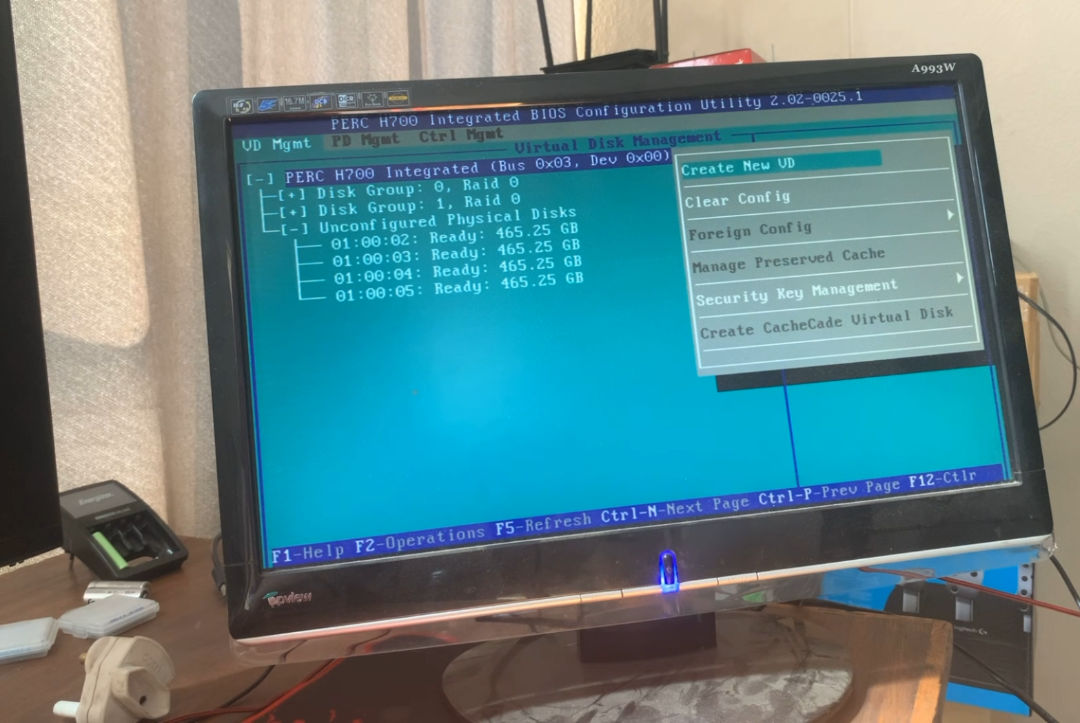 A993W
16.7M
PERC H700 Integrated BIOS Configuration Utility 2.02-0025.1
VD Mgmt PD Mgmt Ctrl Mgmt
Virtual Disk Management
[-] PERC H700 Integrated (Bus 0x03, Dev 0x00)
[+] Disk Group: 0, Raid 0
[+] Disk Group: 1, Raid 0
[-] Unconfigured Physical Disks
01:00:02: Ready: 465.25 GB
01:00:03: Ready: 465.25 GB
01:00:04: Ready: 465.25 GB
01:00:05: Ready: 465.25 GB
Create New VD
Clear Config
Foreign Config
Manage Preserved Cache
Security Key Management
Create CacheCade Virtual Disk
F1-Help F2-Operations F5-Refresh Ctrl-N-Next Page Ctrl-P-Prev Page F12-Ctlr
Energizer